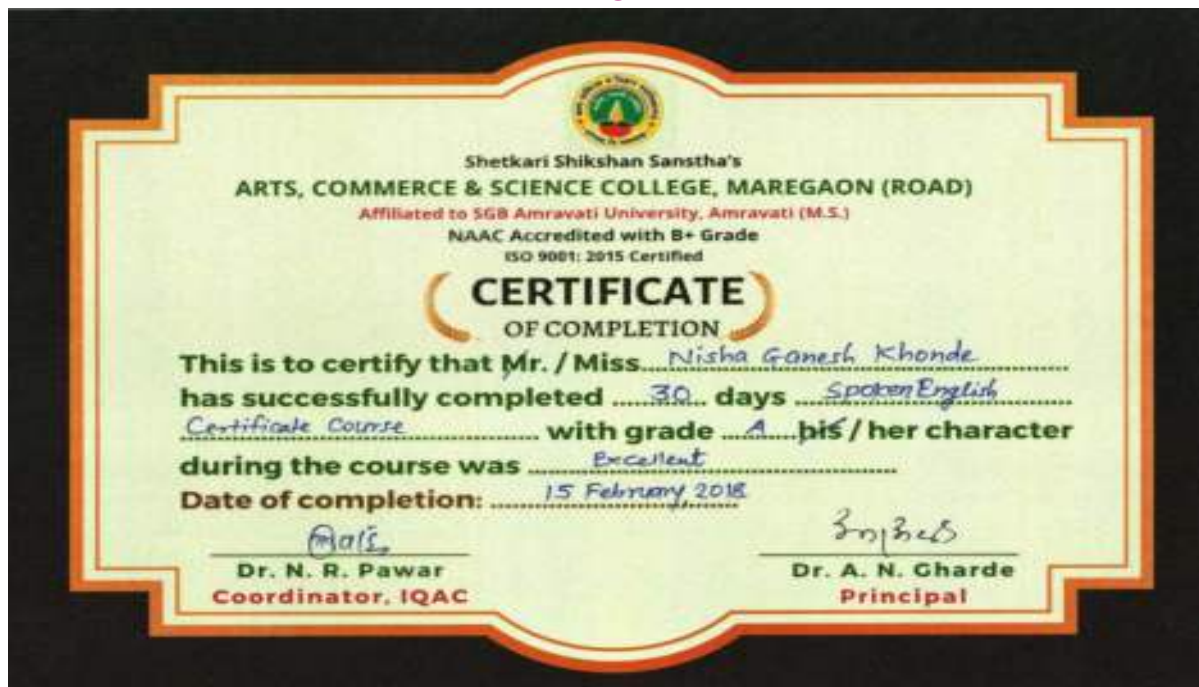 Shetkari Shikshan Sanstha's
ARTS, COMMERCE & SCIENCE COLLEGE, MAREGAON (ROAD)
Affiliated to SGB Amravati University, Amravati (M.S.)
NAAC Accredited with B+ Grade
ISO 9001: 2015 Certified
CERTIFICATE
OF COMPLETION
This is to certify that Mr. / Miss Nisha Ganesh Khonde
has successfully completed 30 days Spoken English
Certificate Course with grade A his / her character
during the course was Excellent
Date of completion: 15 February, 2018
Dr. N. R. Pawar Dr. A. N. Gharde
Coordinator, IQAC Principal